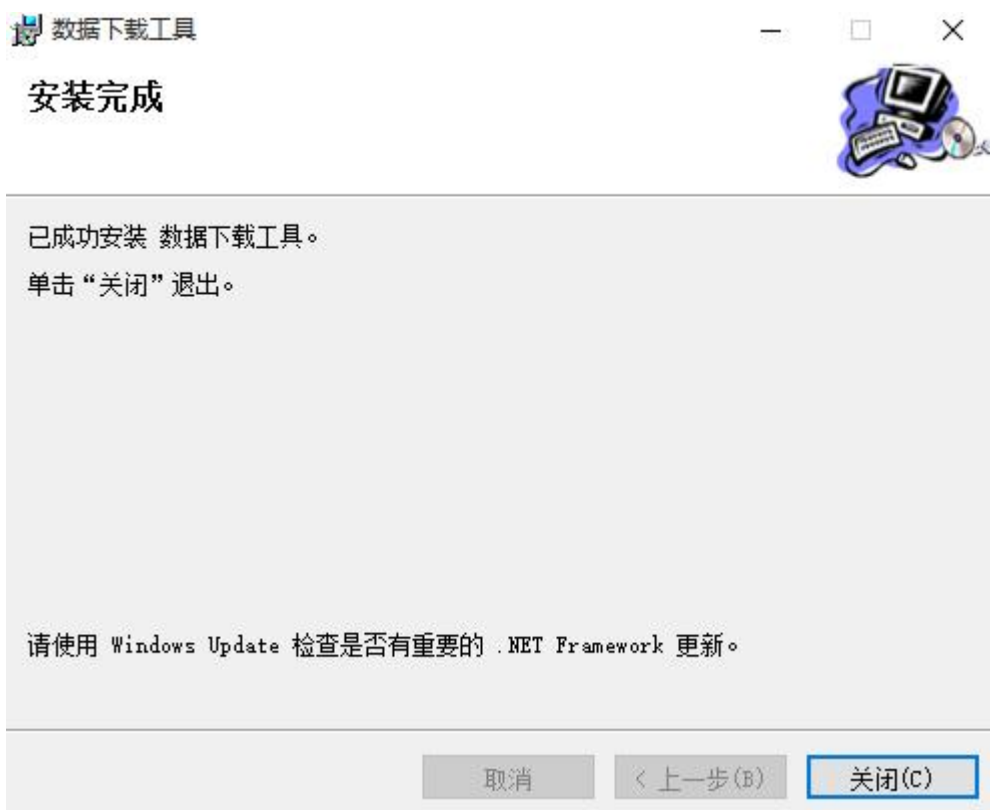 数据下载工具
安装完成
已成功安装 数据下载工具。
单击“关闭”退出。
请使用 Windows Update 检查是否有重要的 .NET Framework 更新。
取消
< 上一步(B)
关闭(C)